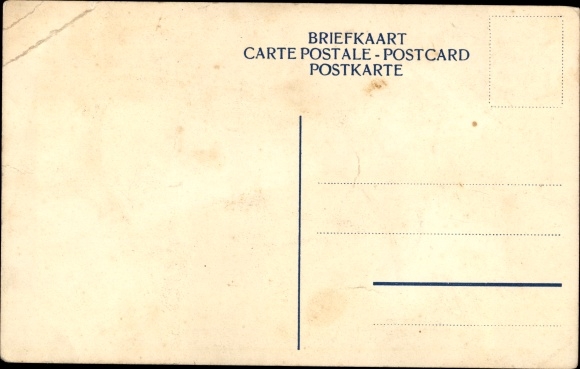 BRIEFKAART
CARTE POSTALE - POSTCARD
POSTKARTE